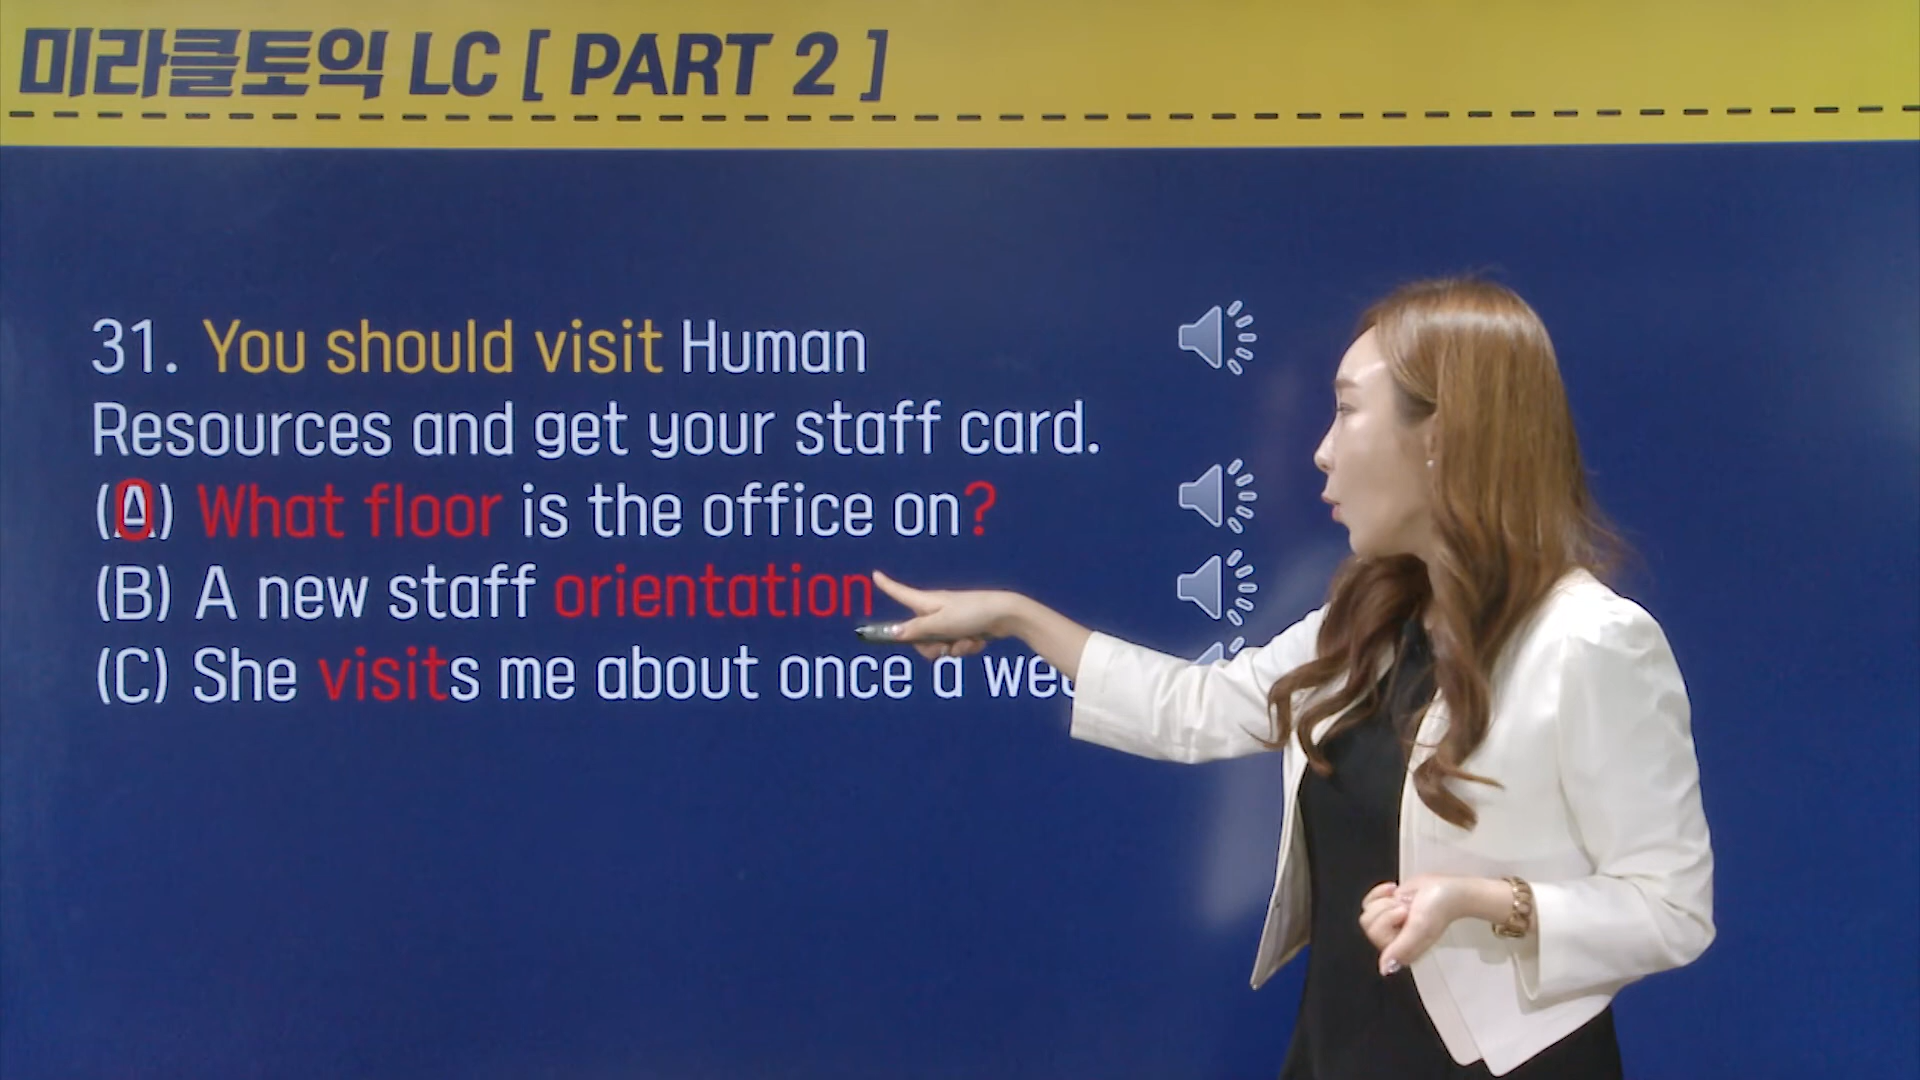 미라클토익 LC [ PART 2 ]
31. You should visit Human
Resources and get your staff card.
(A) What floor is the office on?
(B) A new staff orientation
(C) She visits me about once a